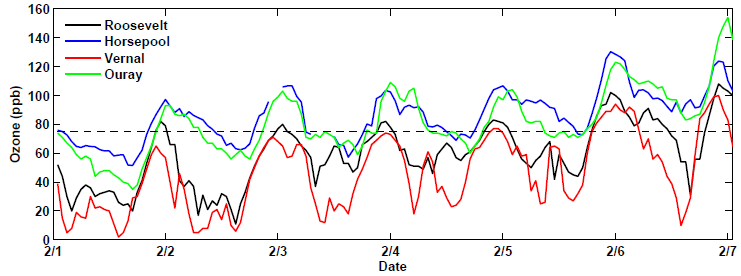 160
140
120
100
80
60
40
20
0
Ozone (ppb)
Roosevelt
Horsepool
Vernal
Ouray
2/1 2/2 2/3 2/4 2/5 2/6 2/7
Date